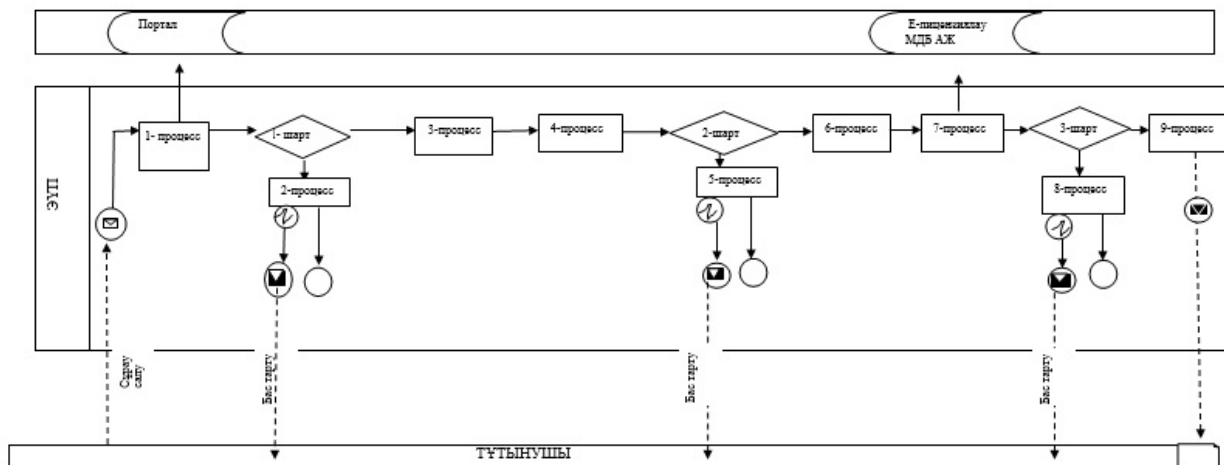 Портал
Е-лицензиялау
МДБ АЖ
1- процесс
1- шарт
3-процесс
4-процесс
2-шарт
6-процесс
7-процесс
3-шарт
9-процесс
2-процесс
5-процесс
8-процесс
ЭҮП
Сұрау
салу
Бас тарту
Бас тарту
Бас тарту
ТҰТЫНУШЫ